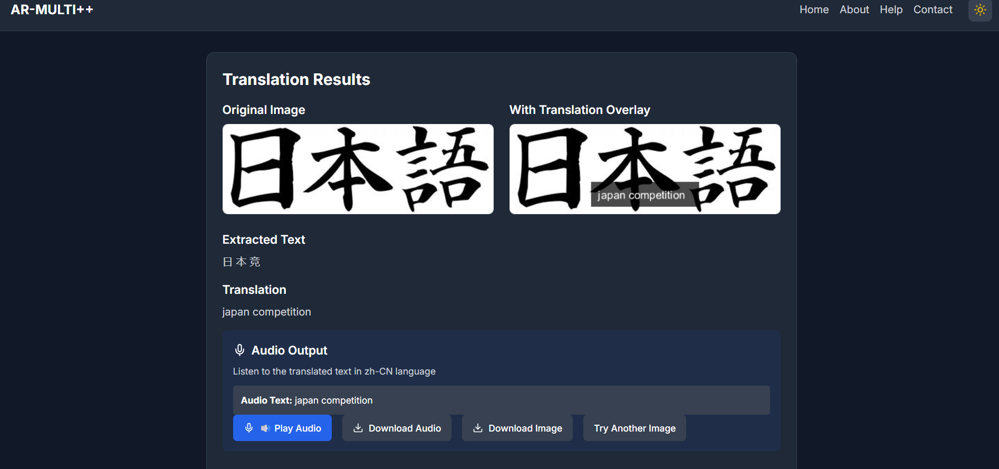 AR-MULTI++
Home About Help Contact
Translation Results
Original Image
With Translation Overlay
日本語
日本語
japan competition
Extracted Text
日 本 竞
Translation
japan competition
Audio Output
Listen to the translated text in zh-CN language
Audio Text: japan competition
Play Audio
Download Audio
Download Image
Try Another Image